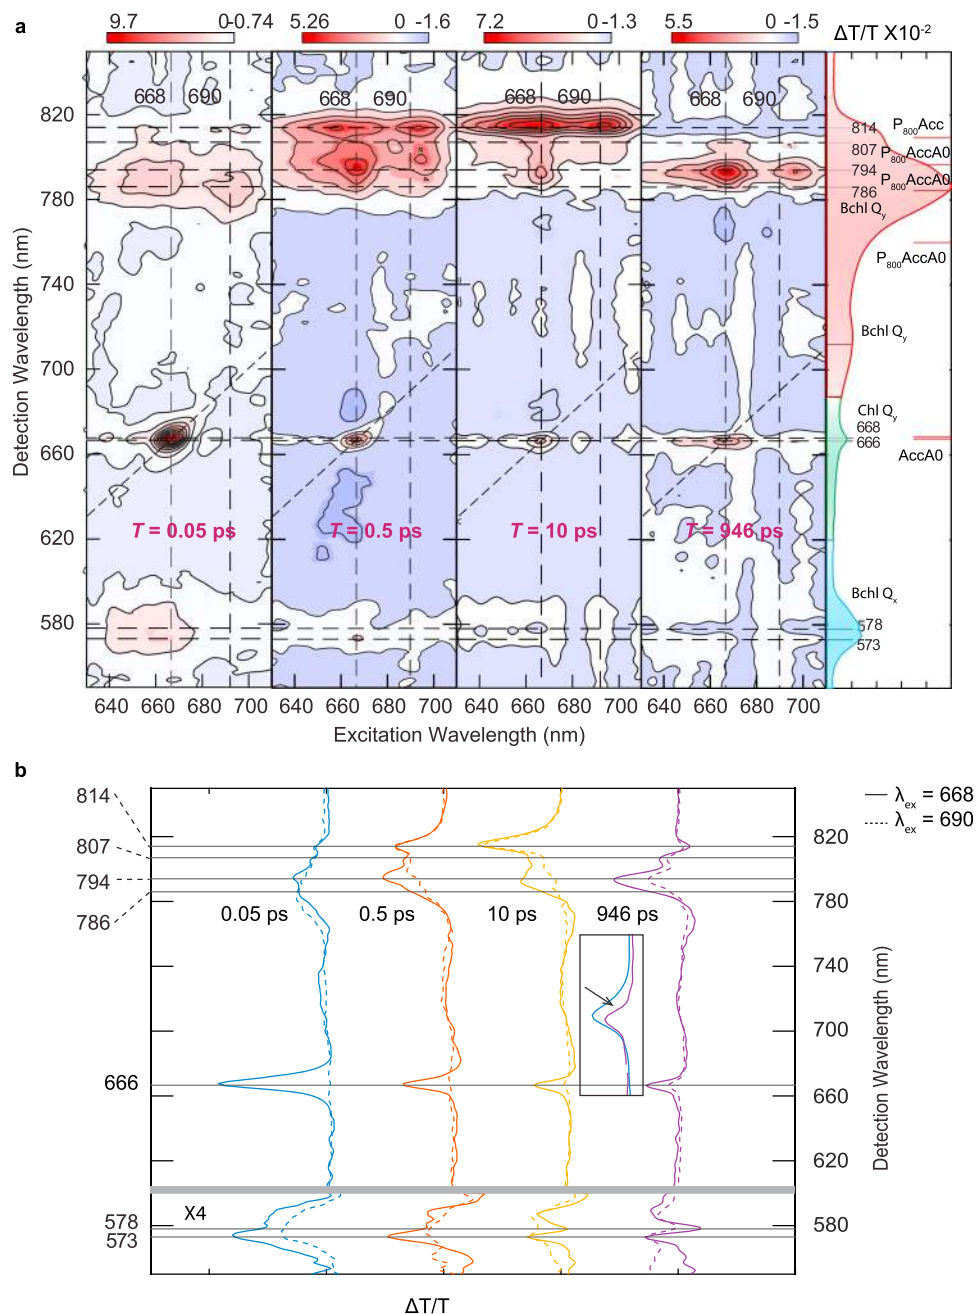 a
9.7 0 -0.74 5.26 0 -1.6 7.2 0 -1.3 5.5 0 -1.5 ΔT/T X10⁻²
668 690 668 690 668 690 668 690
820
780
740
700
660
620
580
Detection Wavelength (nm)
T = 0.05 ps T = 0.5 ps T = 10 ps T = 946 ps
814 P₈₀₀Acc
807 P₈₀₀AccA0
794 P₈₀₀AccA0
786
Bchl Qy
P₈₀₀AccA0
Bchl Qy
Chl Qy
668
666
AccA0
Bchl Qx
578
573
640 660 680 700 640 660 680 700 640 660 680 700 640 660 680 700
Excitation Wavelength (nm)
b
814
807
794
786
666
578
573
λex = 668
λex = 690
0.05 ps 0.5 ps 10 ps 946 ps
820
780
740
700
660
620
580
Detection Wavelength (nm)
X4
ΔT/T